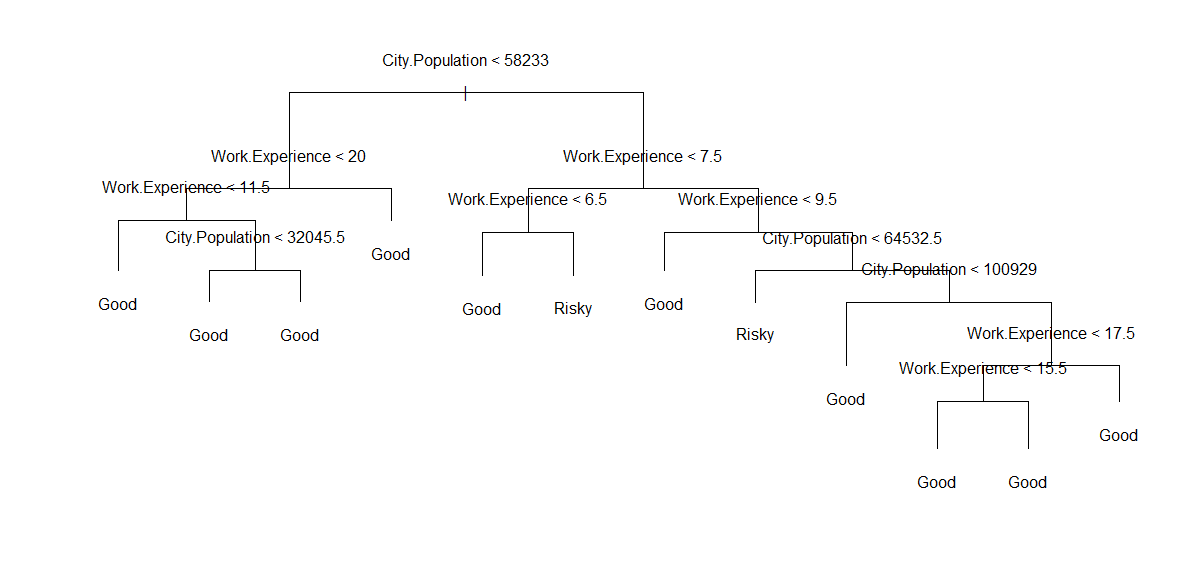 City.Population < 58233
Work.Experience < 20
Work.Experience < 7.5
Work.Experience < 11.5
Work.Experience < 6.5
Work.Experience < 9.5
City.Population < 32045.5
City.Population < 64532.5
Good
City.Population < 100929
Good
Good
Risky
Good
Good
Good
Risky
Work.Experience < 17.5
Work.Experience < 15.5
Good
Good
Good
Good